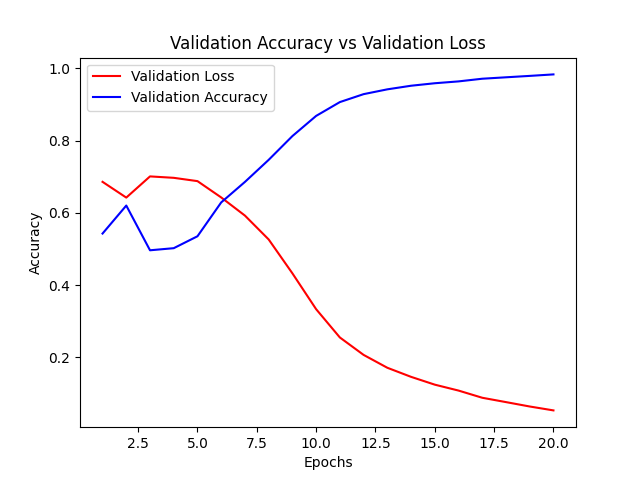 Validation Accuracy vs Validation Loss
Validation Loss
Validation Accuracy
1.0
0.8
0.6
0.4
0.2
Accuracy
2.5 5.0 7.5 10.0 12.5 15.0 17.5 20.0
Epochs